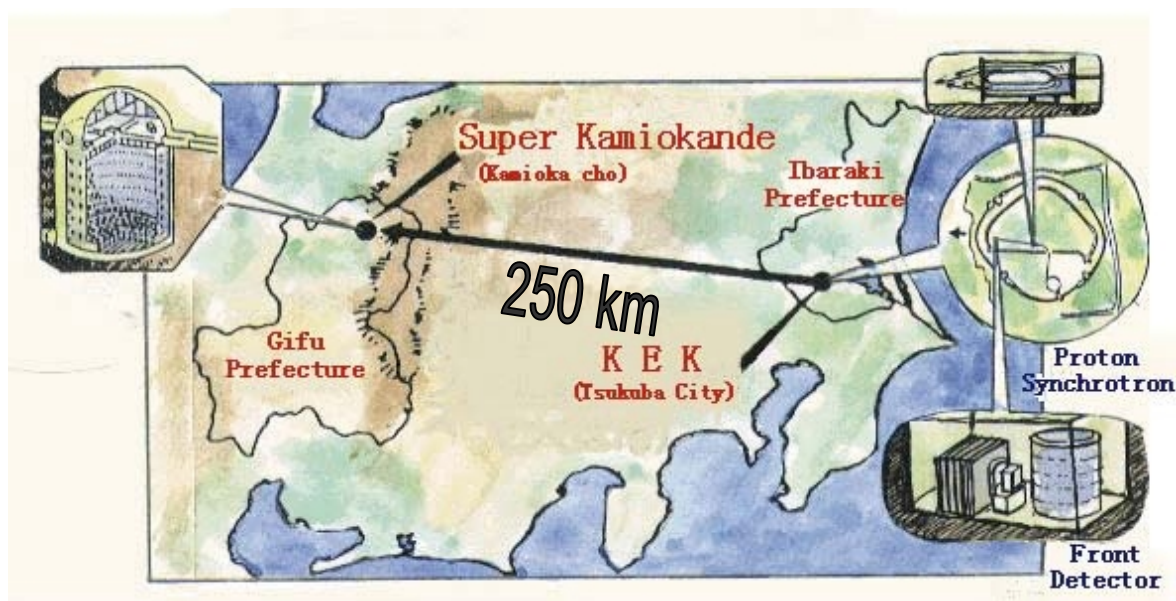 Super Kamiokande
(Kamioka cho)
Ibaraki
Prefecture
250 km
Gifu
Prefecture
K E K
(Tsukuba City)
Proton
Synchrotron
Front
Detector